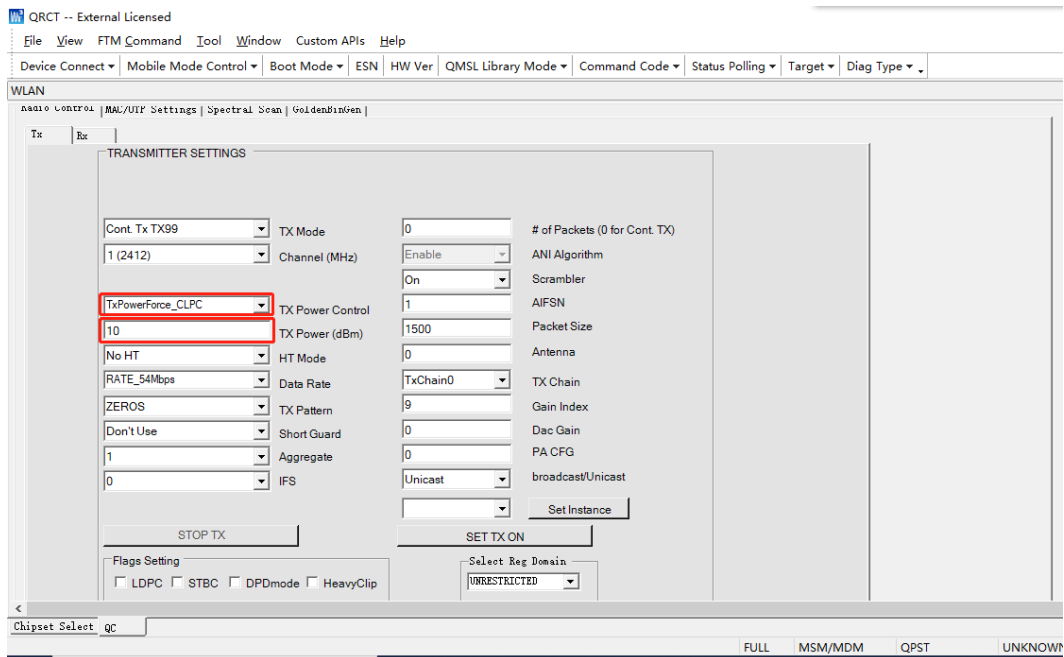 QRCT -- External Licensed
File View FTM Command Tool Window Custom APIs Help
Device Connect Mobile Mode Control Boot Mode ESN HW Ver QMSL Library Mode Command Code Status Polling Target Diag Type
WLAN
Radio Control MAC/UTP Settings Spectral Scan GoldenBinGen
Tx Rx
TRANSMITTER SETTINGS
Cont. Tx TX99 TX Mode 0 # of Packets (0 for Cont. TX)
1 (2412) Channel (MHz) Enable ANI Algorithm
On Scrambler
TxPowerForce_CLPC TX Power Control 1 AIFSN
10 TX Power (dBm) 1500 Packet Size
No HT HT Mode 0 Antenna
RATE_54Mbps Data Rate TxChain0 TX Chain
ZEROS TX Pattern 9 Gain Index
Don't Use Short Guard 0 Dac Gain
1 Aggregate 0 PA CFG
0 IFS Unicast broadcast/Unicast
Set Instance
STOP TX SET TX ON
Flags Setting Select Reg Domain
LDPC STBC DPDmode HeavyClip UNRESTRICTED
Chipset Select QC
FULL MSM/MDM QPST UNKNOWN